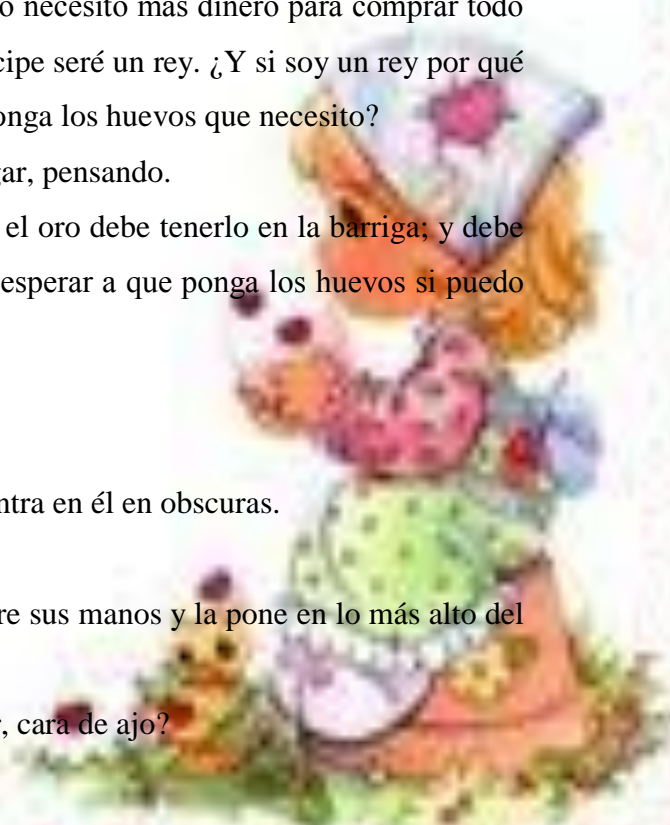 o necesito más dinero para comprar todo
cipe seré un rey. ¿Y si soy un rey por qué
onga los huevos que necesito?
gar, pensando.
el oro debe tenerlo en la barriga; y debe
esperar a que ponga los huevos si puedo
ntra en él en obscuras.
re sus manos y la pone en lo más alto del
, cara de ajo?